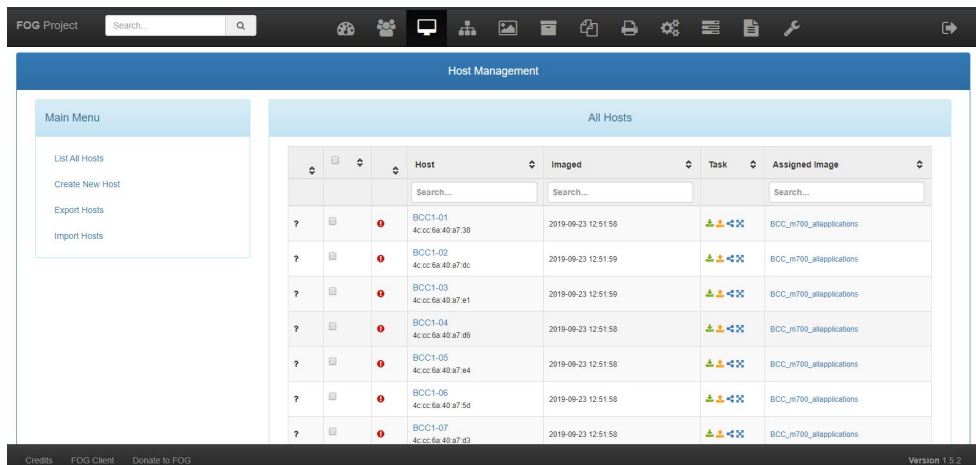 FOG Project
Search...
Host Management
Main Menu
List All Hosts
Create New Host
Export Hosts
Import Hosts
All Hosts
Host Imaged Task Assigned Image
Search... Search... Search...
? BCC1-01 2019-09-23 12:51:58 BCC_m700_allapplications
4c:cc:6a:40:a7:38
? BCC1-02 2019-09-23 12:51:59 BCC_m700_allapplications
4c:cc:6a:40:a7:dc
? BCC1-03 2019-09-23 12:51:59 BCC_m700_allapplications
4c:cc:6a:40:a7:e1
? BCC1-04 2019-09-23 12:51:58 BCC_m700_allapplications
4c:cc:6a:40:a7:d6
? BCC1-05 2019-09-23 12:51:58 BCC_m700_allapplications
4c:cc:6a:40:a7:e4
? BCC1-06 2019-09-23 12:51:58 BCC_m700_allapplications
4c:cc:6a:40:a7:5d
? BCC1-07 2019-09-23 12:51:58 BCC_m700_allapplications
4c:cc:6a:40:a7:d3
Credits FOG Client Donate to FOG Version 1.5.2